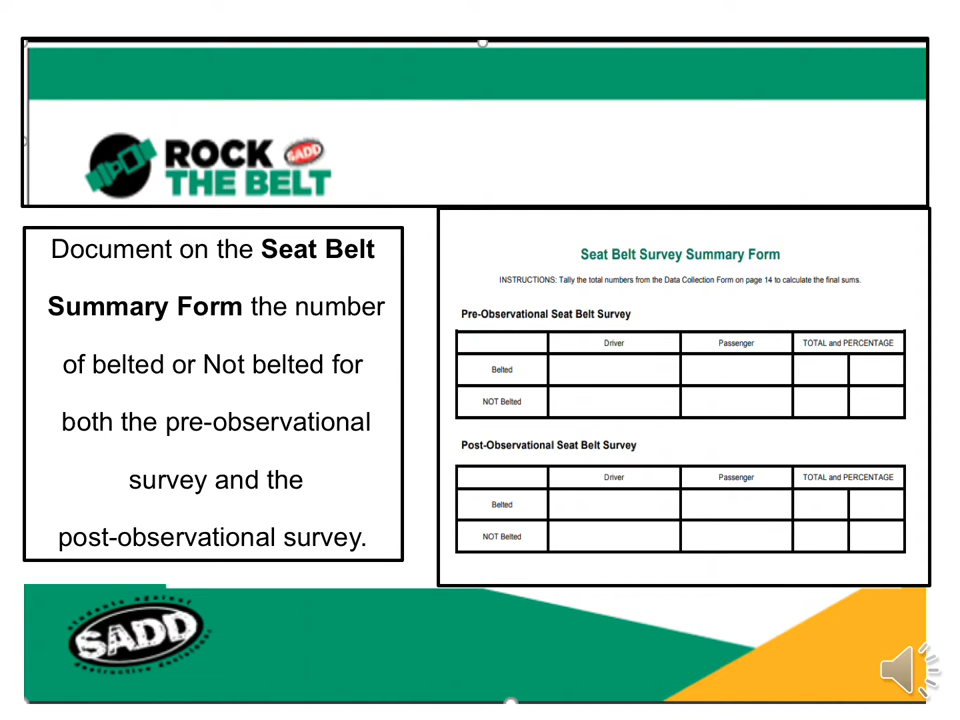 ROCK SADD
THE BELT
Document on the Seat Belt
Summary Form the number
of belted or Not belted for
both the pre-observational
survey and the
post-observational survey.
Seat Belt Survey Summary Form
INSTRUCTIONS: Tally the total numbers from the Data Collection Form on page 14 to calculate the final sums.
Pre-Observational Seat Belt Survey
Driver Passenger TOTAL and PERCENTAGE
Belted
NOT Belted
Post-Observational Seat Belt Survey
Driver Passenger TOTAL and PERCENTAGE
Belted
NOT Belted
students against
SADD
destructive decisions